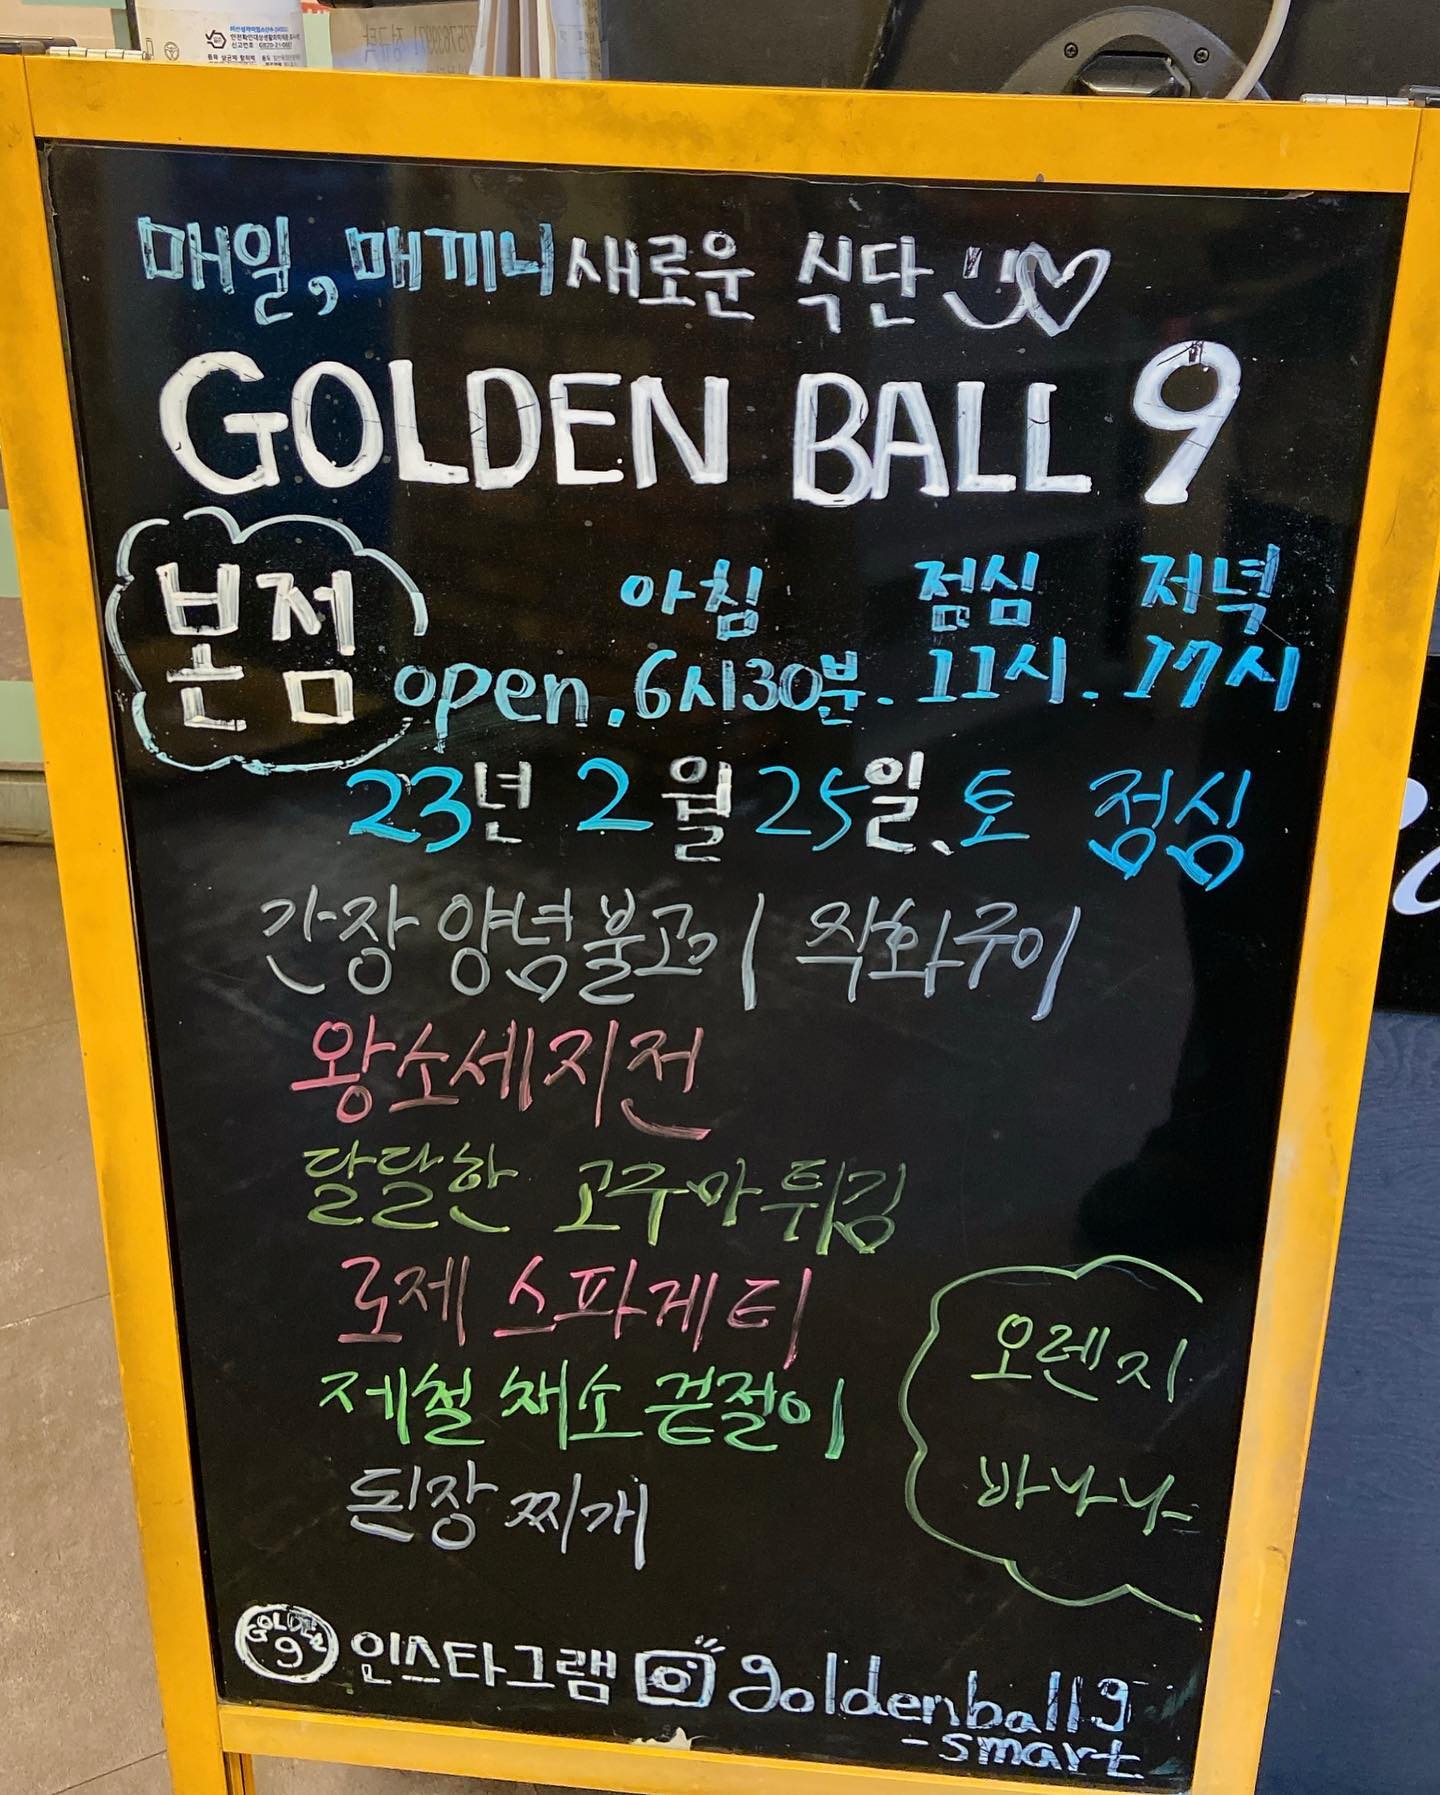 매일, 매끼니 새로운 식단
GOLDEN BALL 9
본점
아침 점심 저녁
open. 6시30분. 11시. 17시
23년 2월 25일. 토 점심
간장 양념불고기 직화구이
왕소세지전
달달한 고구마튀김
로제 스파게티
제철 채소 겉절이
된장찌개
오렌지
바나나
GOLDEN
9
인스타그램 goldenball9
-smart